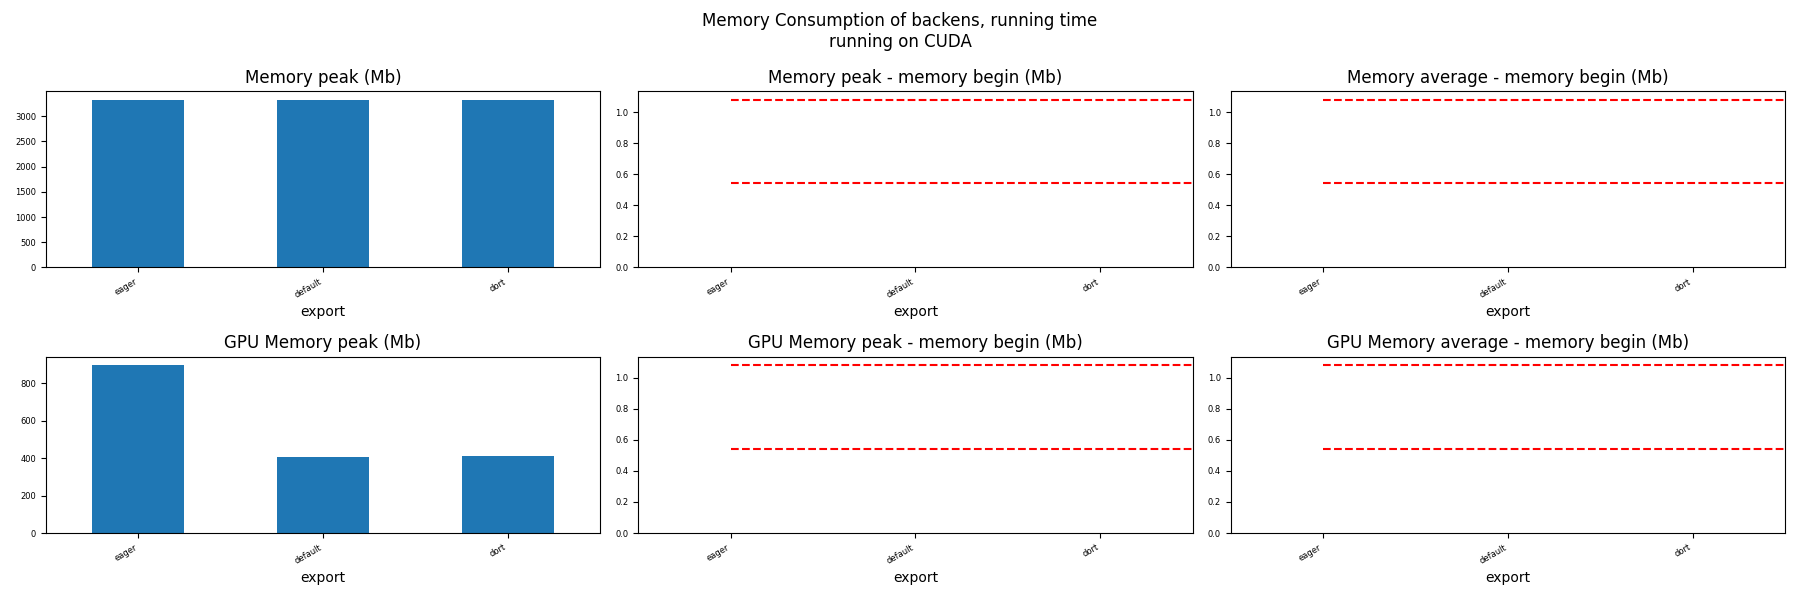 Memory Consumption of backens, running time
running on CUDA
Memory peak (Mb)
3000
2500
2000
1500
1000
500
0
eager
default
dort
export
Memory peak - memory begin (Mb)
1.0
0.8
0.6
0.4
0.2
0.0
eager
default
dort
export
Memory average - memory begin (Mb)
1.0
0.8
0.6
0.4
0.2
0.0
eager
default
dort
export
GPU Memory peak (Mb)
800
600
400
200
0
eager
default
dort
export
GPU Memory peak - memory begin (Mb)
1.0
0.8
0.6
0.4
0.2
0.0
eager
default
dort
export
GPU Memory average - memory begin (Mb)
1.0
0.8
0.6
0.4
0.2
0.0
eager
default
dort
export